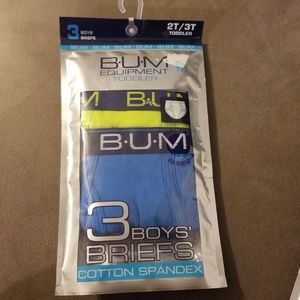 3 BOYS' BRIEFS
2T/3T
TODDLER
B·U·M B·U·M B·U·M B·U·M B·U·M
B·U·M
EQUIPMENT
TODDLER
M B·U
B·U·M
3 BOYS'
BRIEFS
COTTON SPANDEX